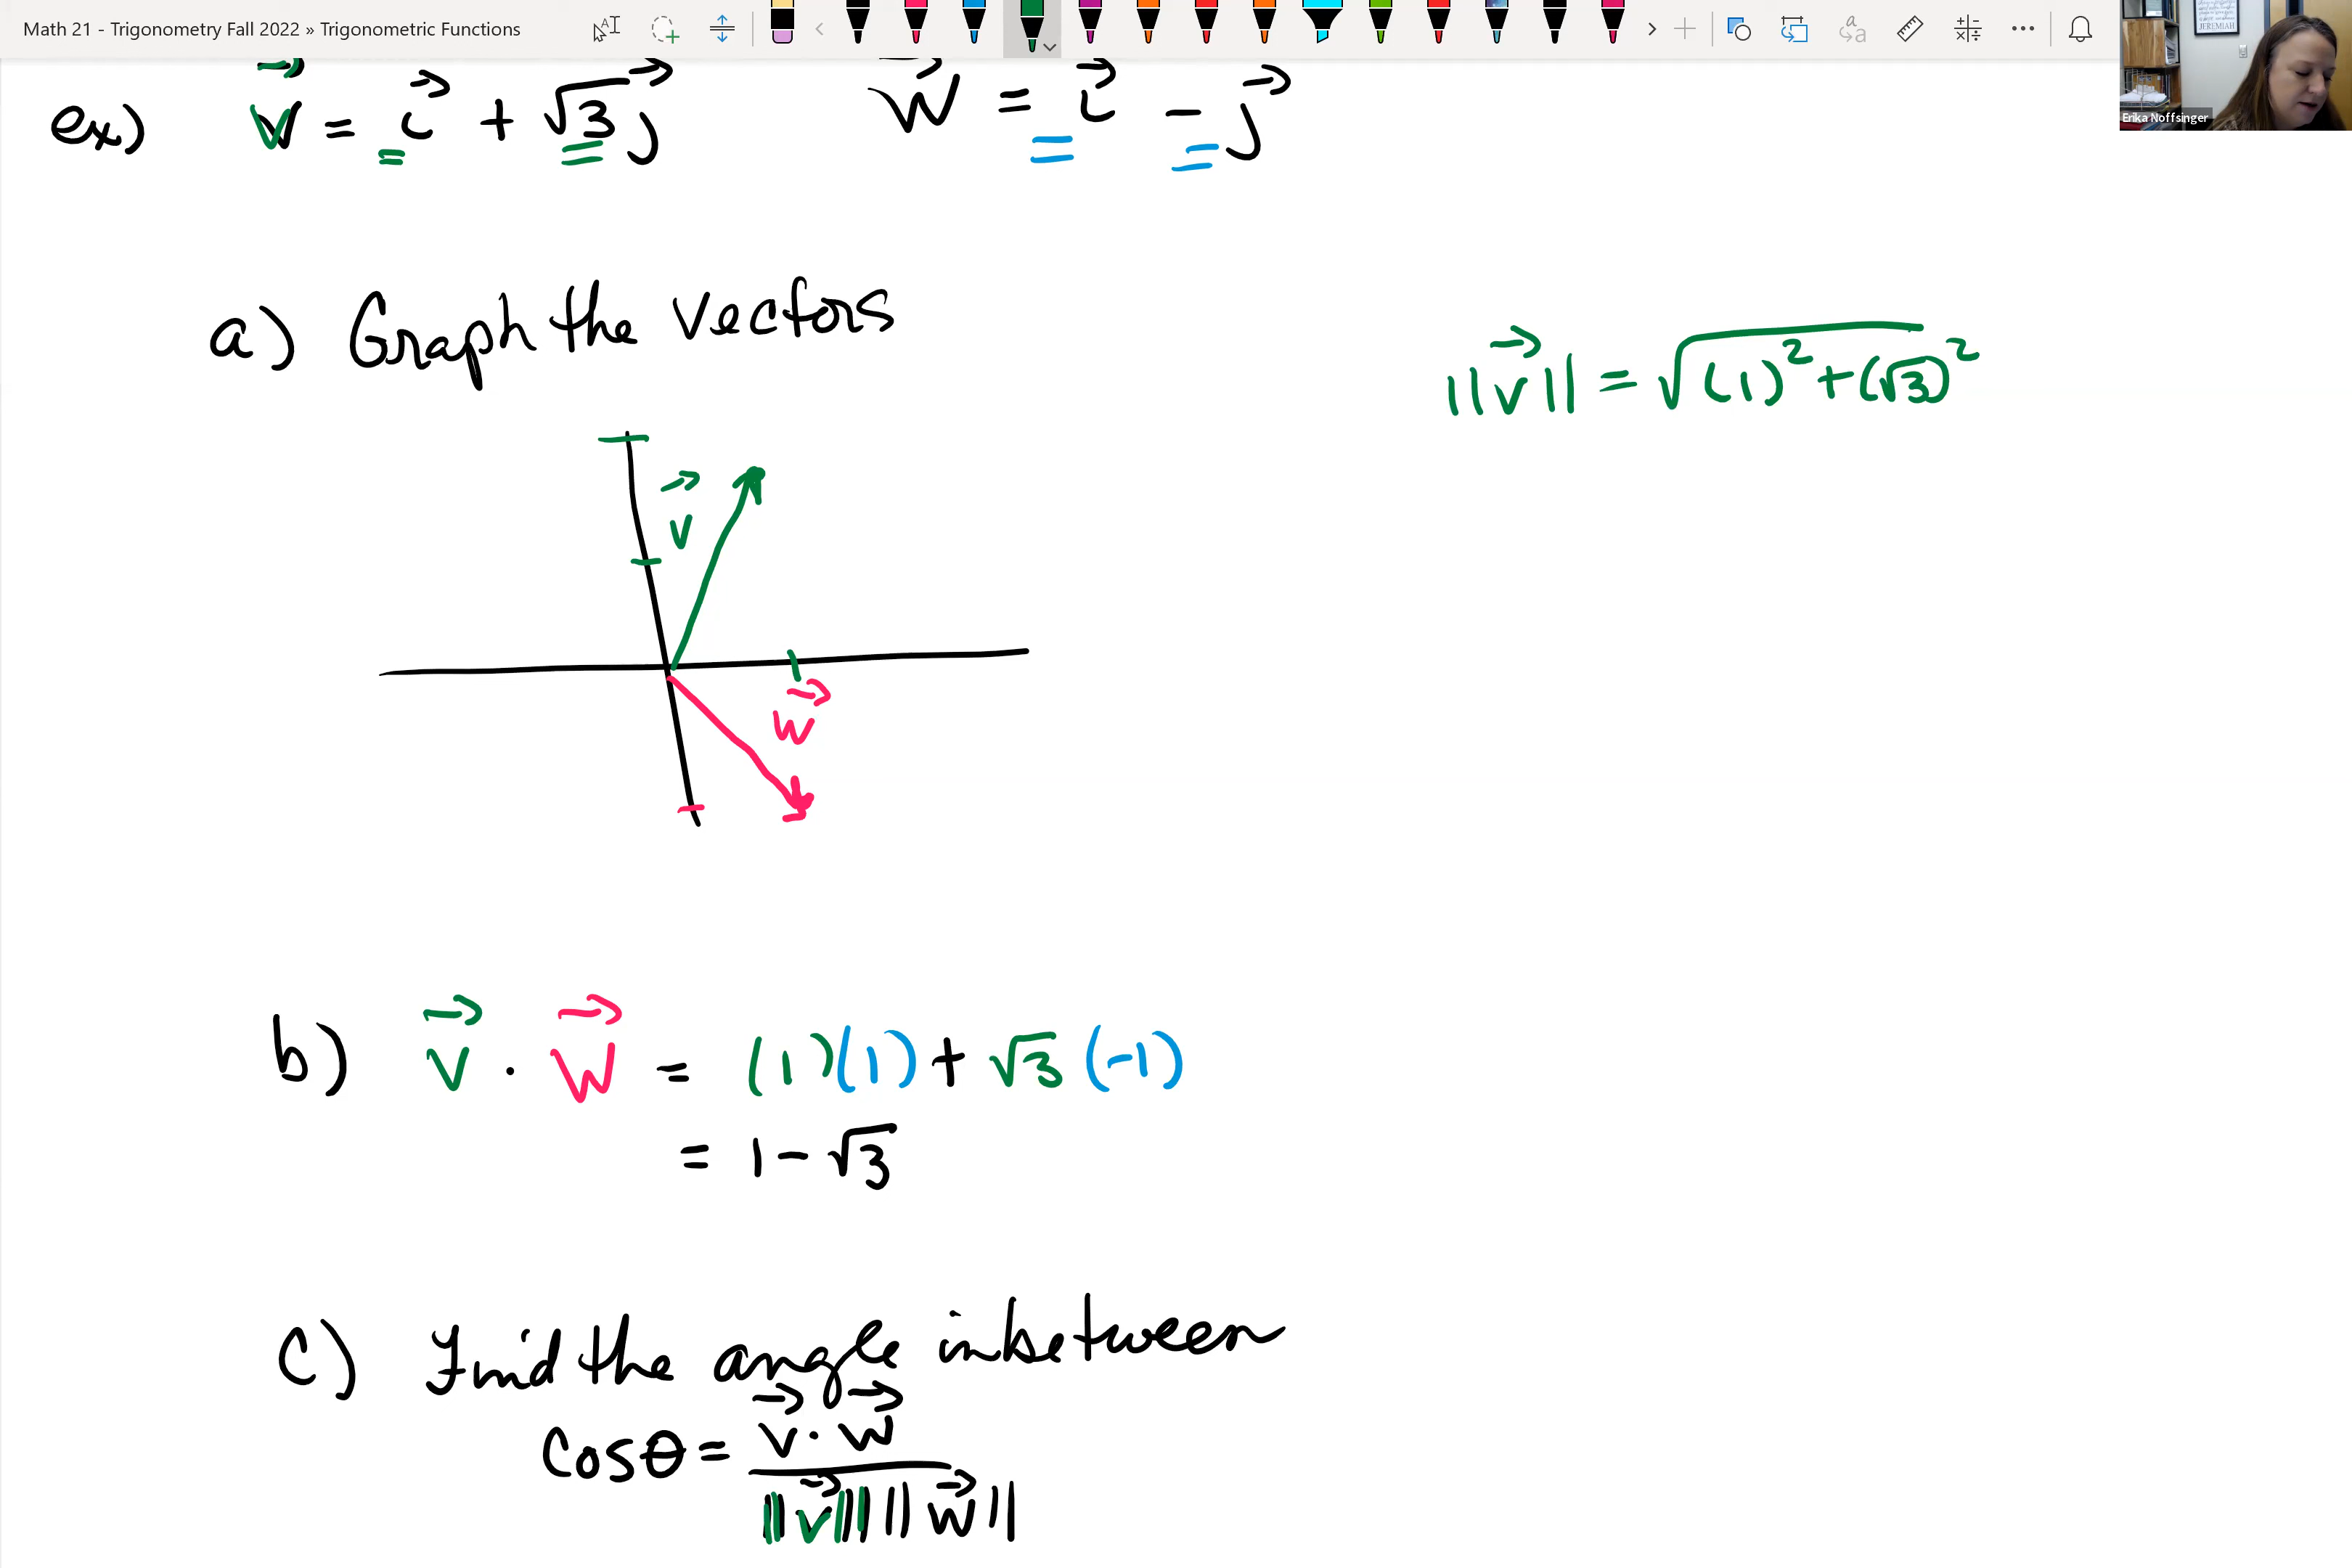 Math 21 - Trigonometry Fall 2022 » Trigonometric Functions
JEREMIAH
Erika Noffsinger
ex) v⃗ = i⃗ + √3 j⃗    w⃗ = i⃗ - j⃗
a) Graph the vectors
||v⃗|| = √((1)² + (√3)²)
v⃗
w⃗
b) v⃗ · w⃗ = (1)(1) + √3 (-1)
= 1 - √3
c) Find the angle inbetween
Cosθ = v⃗ · w⃗ / ||v⃗|| ||w⃗||